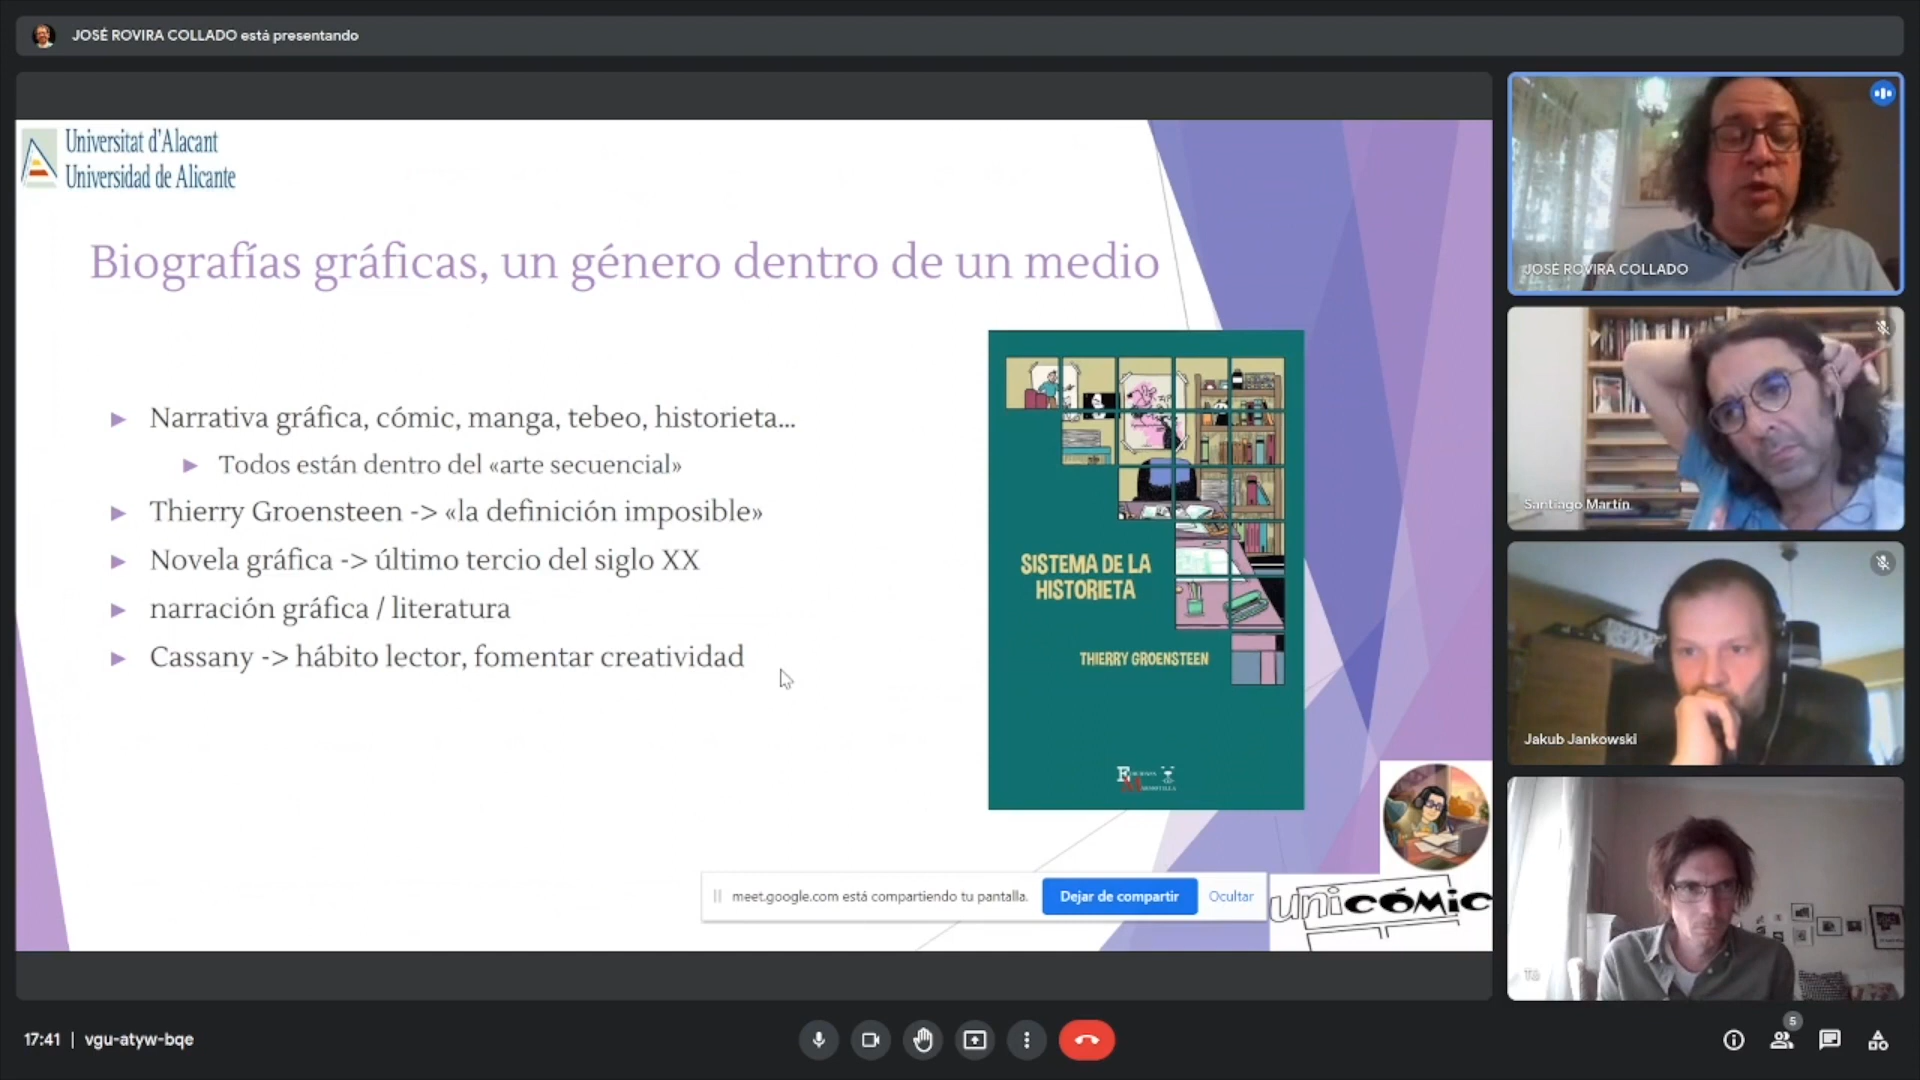 JOSÉ ROVIRA COLLADO está presentando
Universitat d'Alacant
Universidad de Alicante
Biografías gráficas, un género dentro de un medio
Narrativa gráfica, cómic, manga, tebeo, historieta...
Todos están dentro del «arte secuencial»
Thierry Groensteen -> «la definición imposible»
Novela gráfica -> último tercio del siglo XX
narración gráfica / literatura
Cassany -> hábito lector, fomentar creatividad
SISTEMA DE LA
HISTORIETA
THIERRY GROENSTEEN
meet.google.com está compartiendo tu pantalla.
Dejar de compartir
Ocultar
unicómic
JOSÉ ROVIRA COLLADO
Santiago Martín
Jakub Jankowski
To
17:41 | vgu-atyw-bqe
5